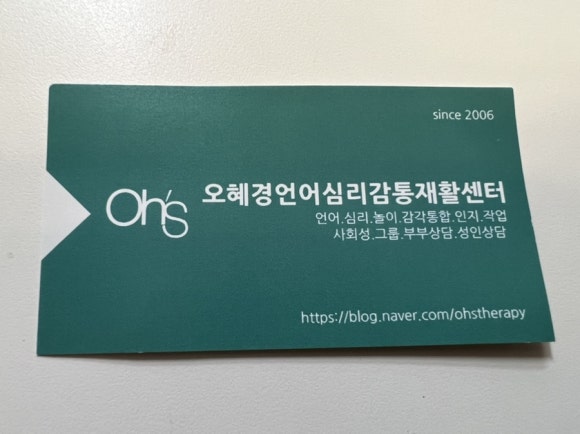 since 2006
Oh's
오혜경언어심리감통재활센터
언어.심리.놀이.감각통합.인지.작업
사회성.그룹.부부상담.성인상담
https://blog.naver.com/ohstherapy